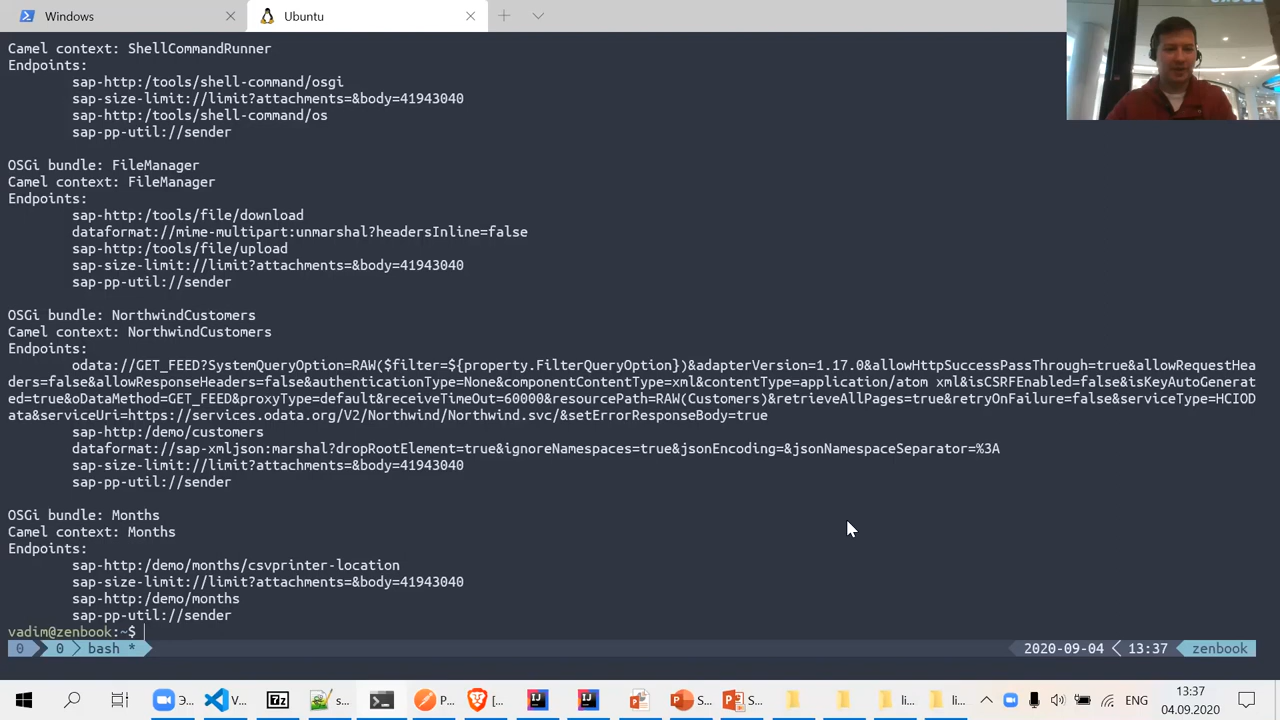 Windows
Ubuntu
Camel context: ShellCommandRunner
Endpoints:
sap-http:/tools/shell-command/osgi
sap-size-limit://limit?attachments=&body=41943040
sap-http:/tools/shell-command/os
sap-pp-util://sender
OSGi bundle: FileManager
Camel context: FileManager
Endpoints:
sap-http:/tools/file/download
dataformat://mime-multipart:unmarshal?headersInline=false
sap-http:/tools/file/upload
sap-size-limit://limit?attachments=&body=41943040
sap-pp-util://sender
OSGi bundle: NorthwindCustomers
Camel context: NorthwindCustomers
Endpoints:
odata://GET_FEED?SystemQueryOption=RAW($filter=${property.FilterQueryOption})&adapterVersion=1.17.0&allowHttpSuccessPassThrough=true&allowRequestHea
ders=false&allowResponseHeaders=false&authenticationType=None&componentContentType=xml&contentType=application/atom xml&isCSRFEnabled=false&isKeyAutoGenerat
ed=true&oDataMethod=GET_FEED&proxyType=default&receiveTimeOut=60000&resourcePath=RAW(Customers)&retrieveAllPages=true&retryOnFailure=false&serviceType=HCIOD
ata&serviceUri=https://services.odata.org/V2/Northwind/Northwind.svc/&setErrorResponseBody=true
sap-http:/demo/customers
dataformat://sap-xmljson:marshal?dropRootElement=true&ignoreNamespaces=true&jsonEncoding=&jsonNamespaceSeparator=%3A
sap-size-limit://limit?attachments=&body=41943040
sap-pp-util://sender
OSGi bundle: Months
Camel context: Months
Endpoints:
sap-http:/demo/months/csvprinter-location
sap-size-limit://limit?attachments=&body=41943040
sap-http:/demo/months
sap-pp-util://sender
vadim@zenbook:~$
0 0 bash * 2020-09-04 13:37 zenbook
Э... V... 7z s... P... [... S... S... li... li... ENG 13:37
04.09.2020